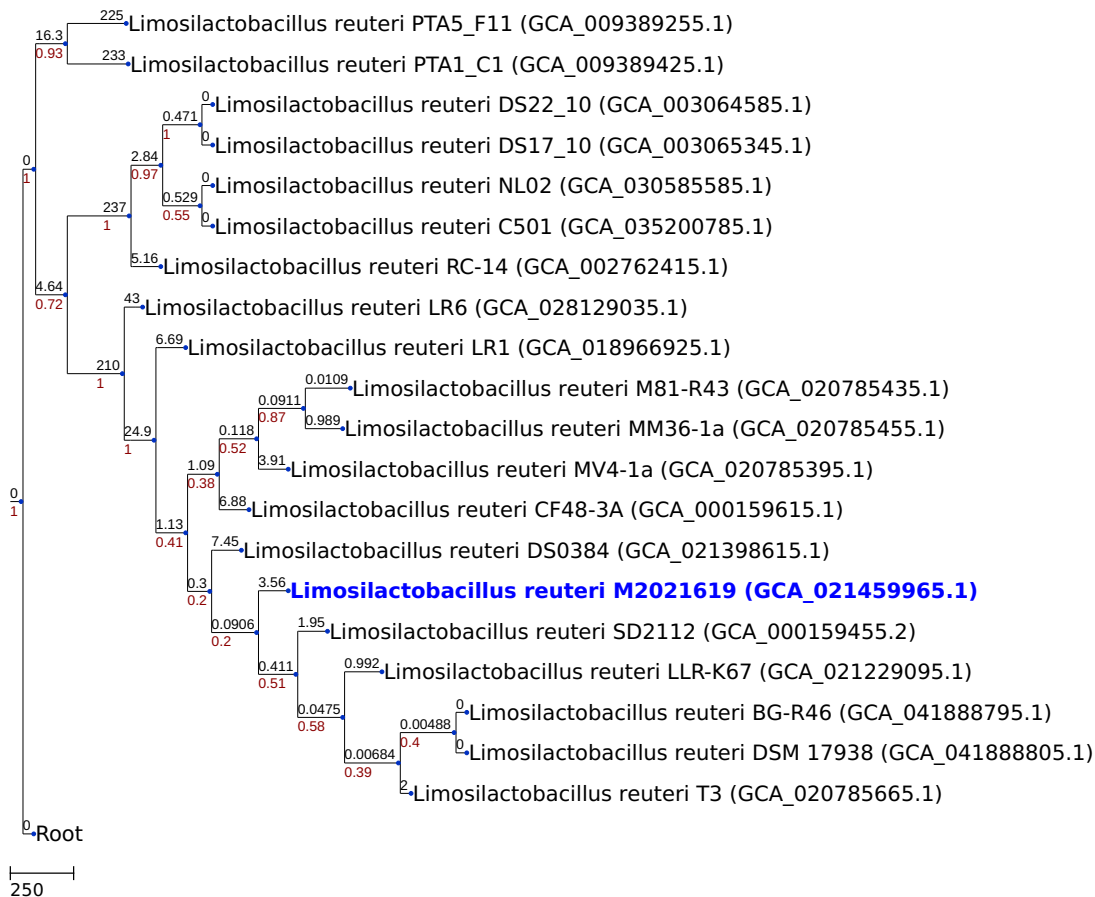 225 Limosilactobacillus reuteri PTA5_F11 (GCA_009389255.1)
16.3
0.93
233 Limosilactobacillus reuteri PTA1_C1 (GCA_009389425.1)
0 Limosilactobacillus reuteri DS22_10 (GCA_003064585.1)
0.471
1
0 Limosilactobacillus reuteri DS17_10 (GCA_003065345.1)
2.84
0.97
0
1
0 Limosilactobacillus reuteri NL02 (GCA_030585585.1)
0.529
0.55
237
1
0 Limosilactobacillus reuteri C501 (GCA_035200785.1)
5.16 Limosilactobacillus reuteri RC-14 (GCA_002762415.1)
4.64
0.72
43 Limosilactobacillus reuteri LR6 (GCA_028129035.1)
6.69 Limosilactobacillus reuteri LR1 (GCA_018966925.1)
210
1
0.0109 Limosilactobacillus reuteri M81-R43 (GCA_020785435.1)
0.0911
0.87
0.989 Limosilactobacillus reuteri MM36-1a (GCA_020785455.1)
24.9
1
0.118
0.52
3.91 Limosilactobacillus reuteri MV4-1a (GCA_020785395.1)
1.09
0.38
0
1
6.88 Limosilactobacillus reuteri CF48-3A (GCA_000159615.1)
1.13
0.41
7.45 Limosilactobacillus reuteri DS0384 (GCA_021398615.1)
0.3
0.2
3.56 Limosilactobacillus reuteri M2021619 (GCA_021459965.1)
0.0906
0.2
1.95 Limosilactobacillus reuteri SD2112 (GCA_000159455.2)
0.411
0.51
0.992 Limosilactobacillus reuteri LLR-K67 (GCA_021229095.1)
0.0475
0.58
0 Limosilactobacillus reuteri BG-R46 (GCA_041888795.1)
0.00488
0.4
0 Limosilactobacillus reuteri DSM 17938 (GCA_041888805.1)
0.00684
0.39
2 Limosilactobacillus reuteri T3 (GCA_020785665.1)
0 Root
250